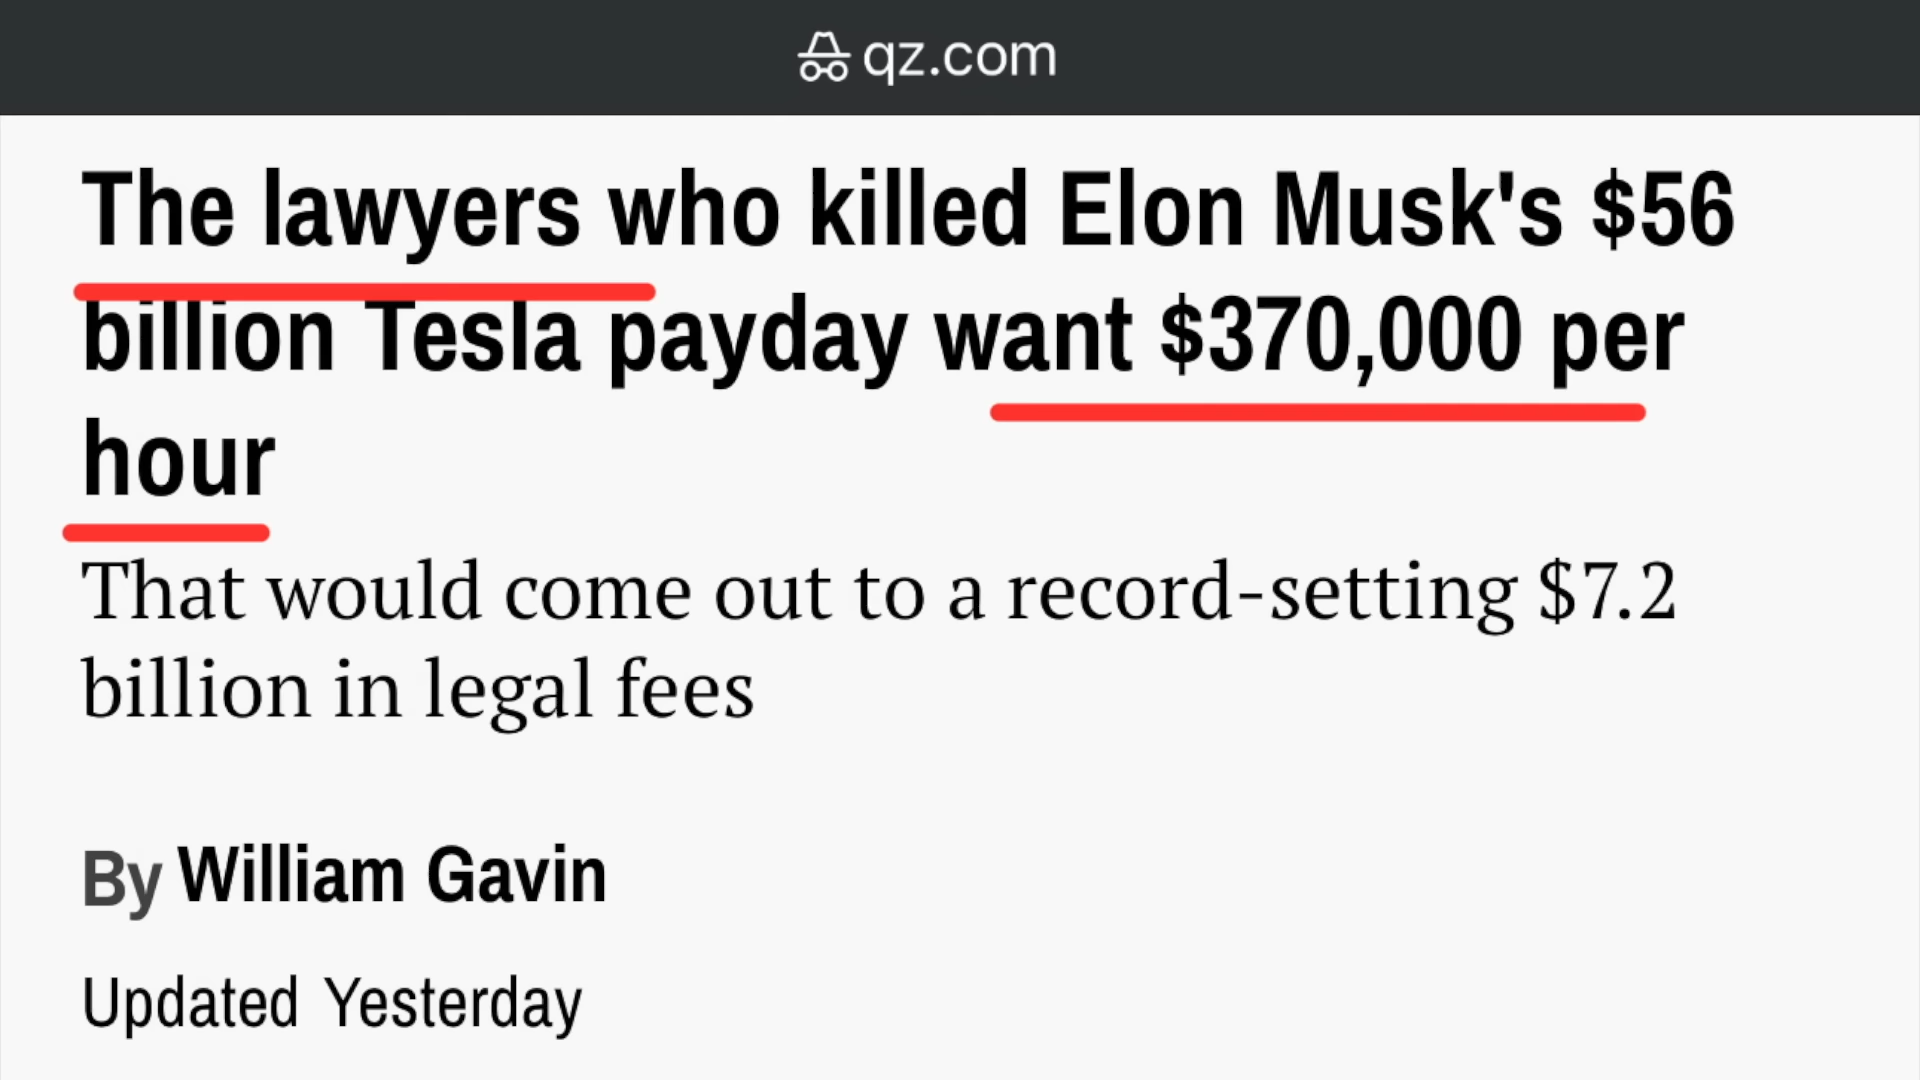 qz.com
The lawyers who killed Elon Musk's $56
billion Tesla payday want $370,000 per
hour
That would come out to a record-setting $7.2
billion in legal fees
By William Gavin
Updated Yesterday